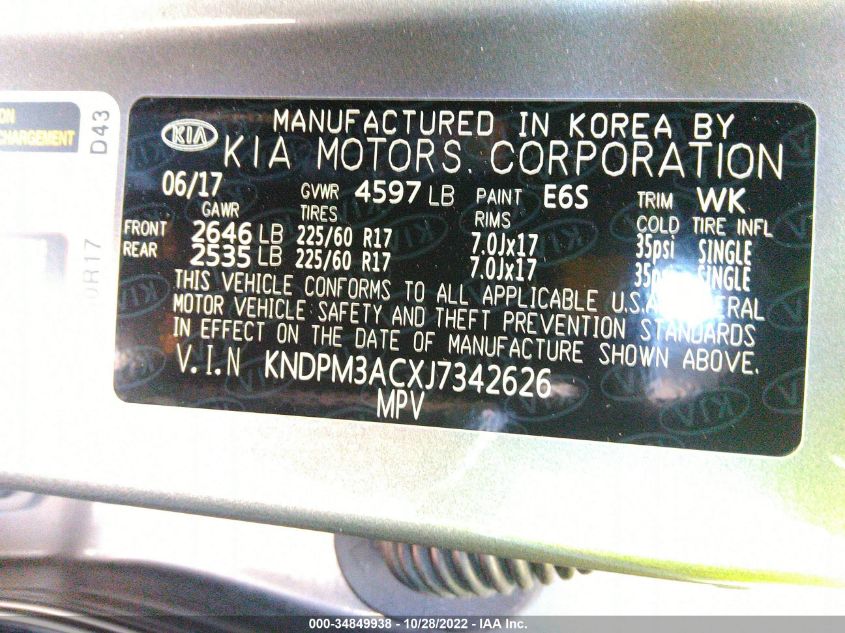 ON
CHARGEMENT
D43
0R17
KIA
MANUFACTURED IN KOREA BY
KIA MOTORS. CORPORATION
06/17 GVWR 4597 LB PAINT E6S TRIM WK
GAWR TIRES RIMS COLD TIRE INFL
FRONT 2646 LB 225/60 R17 7.0Jx17 35psi SINGLE
REAR 2535 LB 225/60 R17 7.0Jx17 SINGLE
THIS VEHICLE CONFORMS TO ALL APPLICABLE U.S.A.
MOTOR VEHICLE SAFETY AND THEFT PREVENTION STANDARDS
IN EFFECT ON THE DATE OF MANUFACTURE SHOWN ABOVE.
V.I.N KNDPM3ACXJ7342626
MPV
000-34849938 - 10/28/2022 - IAA Inc.